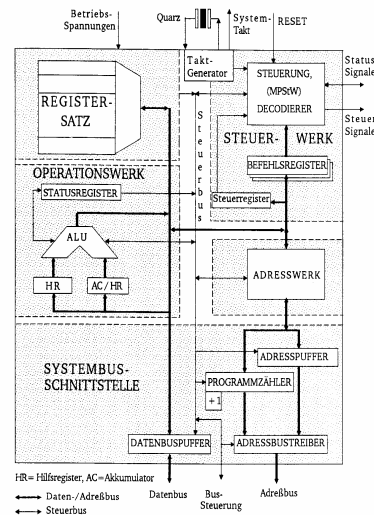 Betriebs-
Spannungen
Quarz
System-
Takt
RESET
Takt-
Generator
STEUERUNG,
(MPStW)
DECODIERER
Status
Signale
Steuer
Signale
REGISTER-
SATZ
Steuerbus
STEUER-WERK
BEFEHLSREGISTER
Steuerregister
OPERATIONSWERK
STATUSREGISTER
ALU
HR
AC/HR
ADRESSWERK
SYSTEMBUS-
SCHNITTSTELLE
ADRESSPUFFER
PROGRAMMZÄHLER
+1
DATENBUSPUFFER
ADRESSBUSTREIBER
HR= Hilfsregister, AC=Akkumulator
Daten-/Adreßbus
Steuerbus
Datenbus
Bus-
Steuerung
Adreßbus